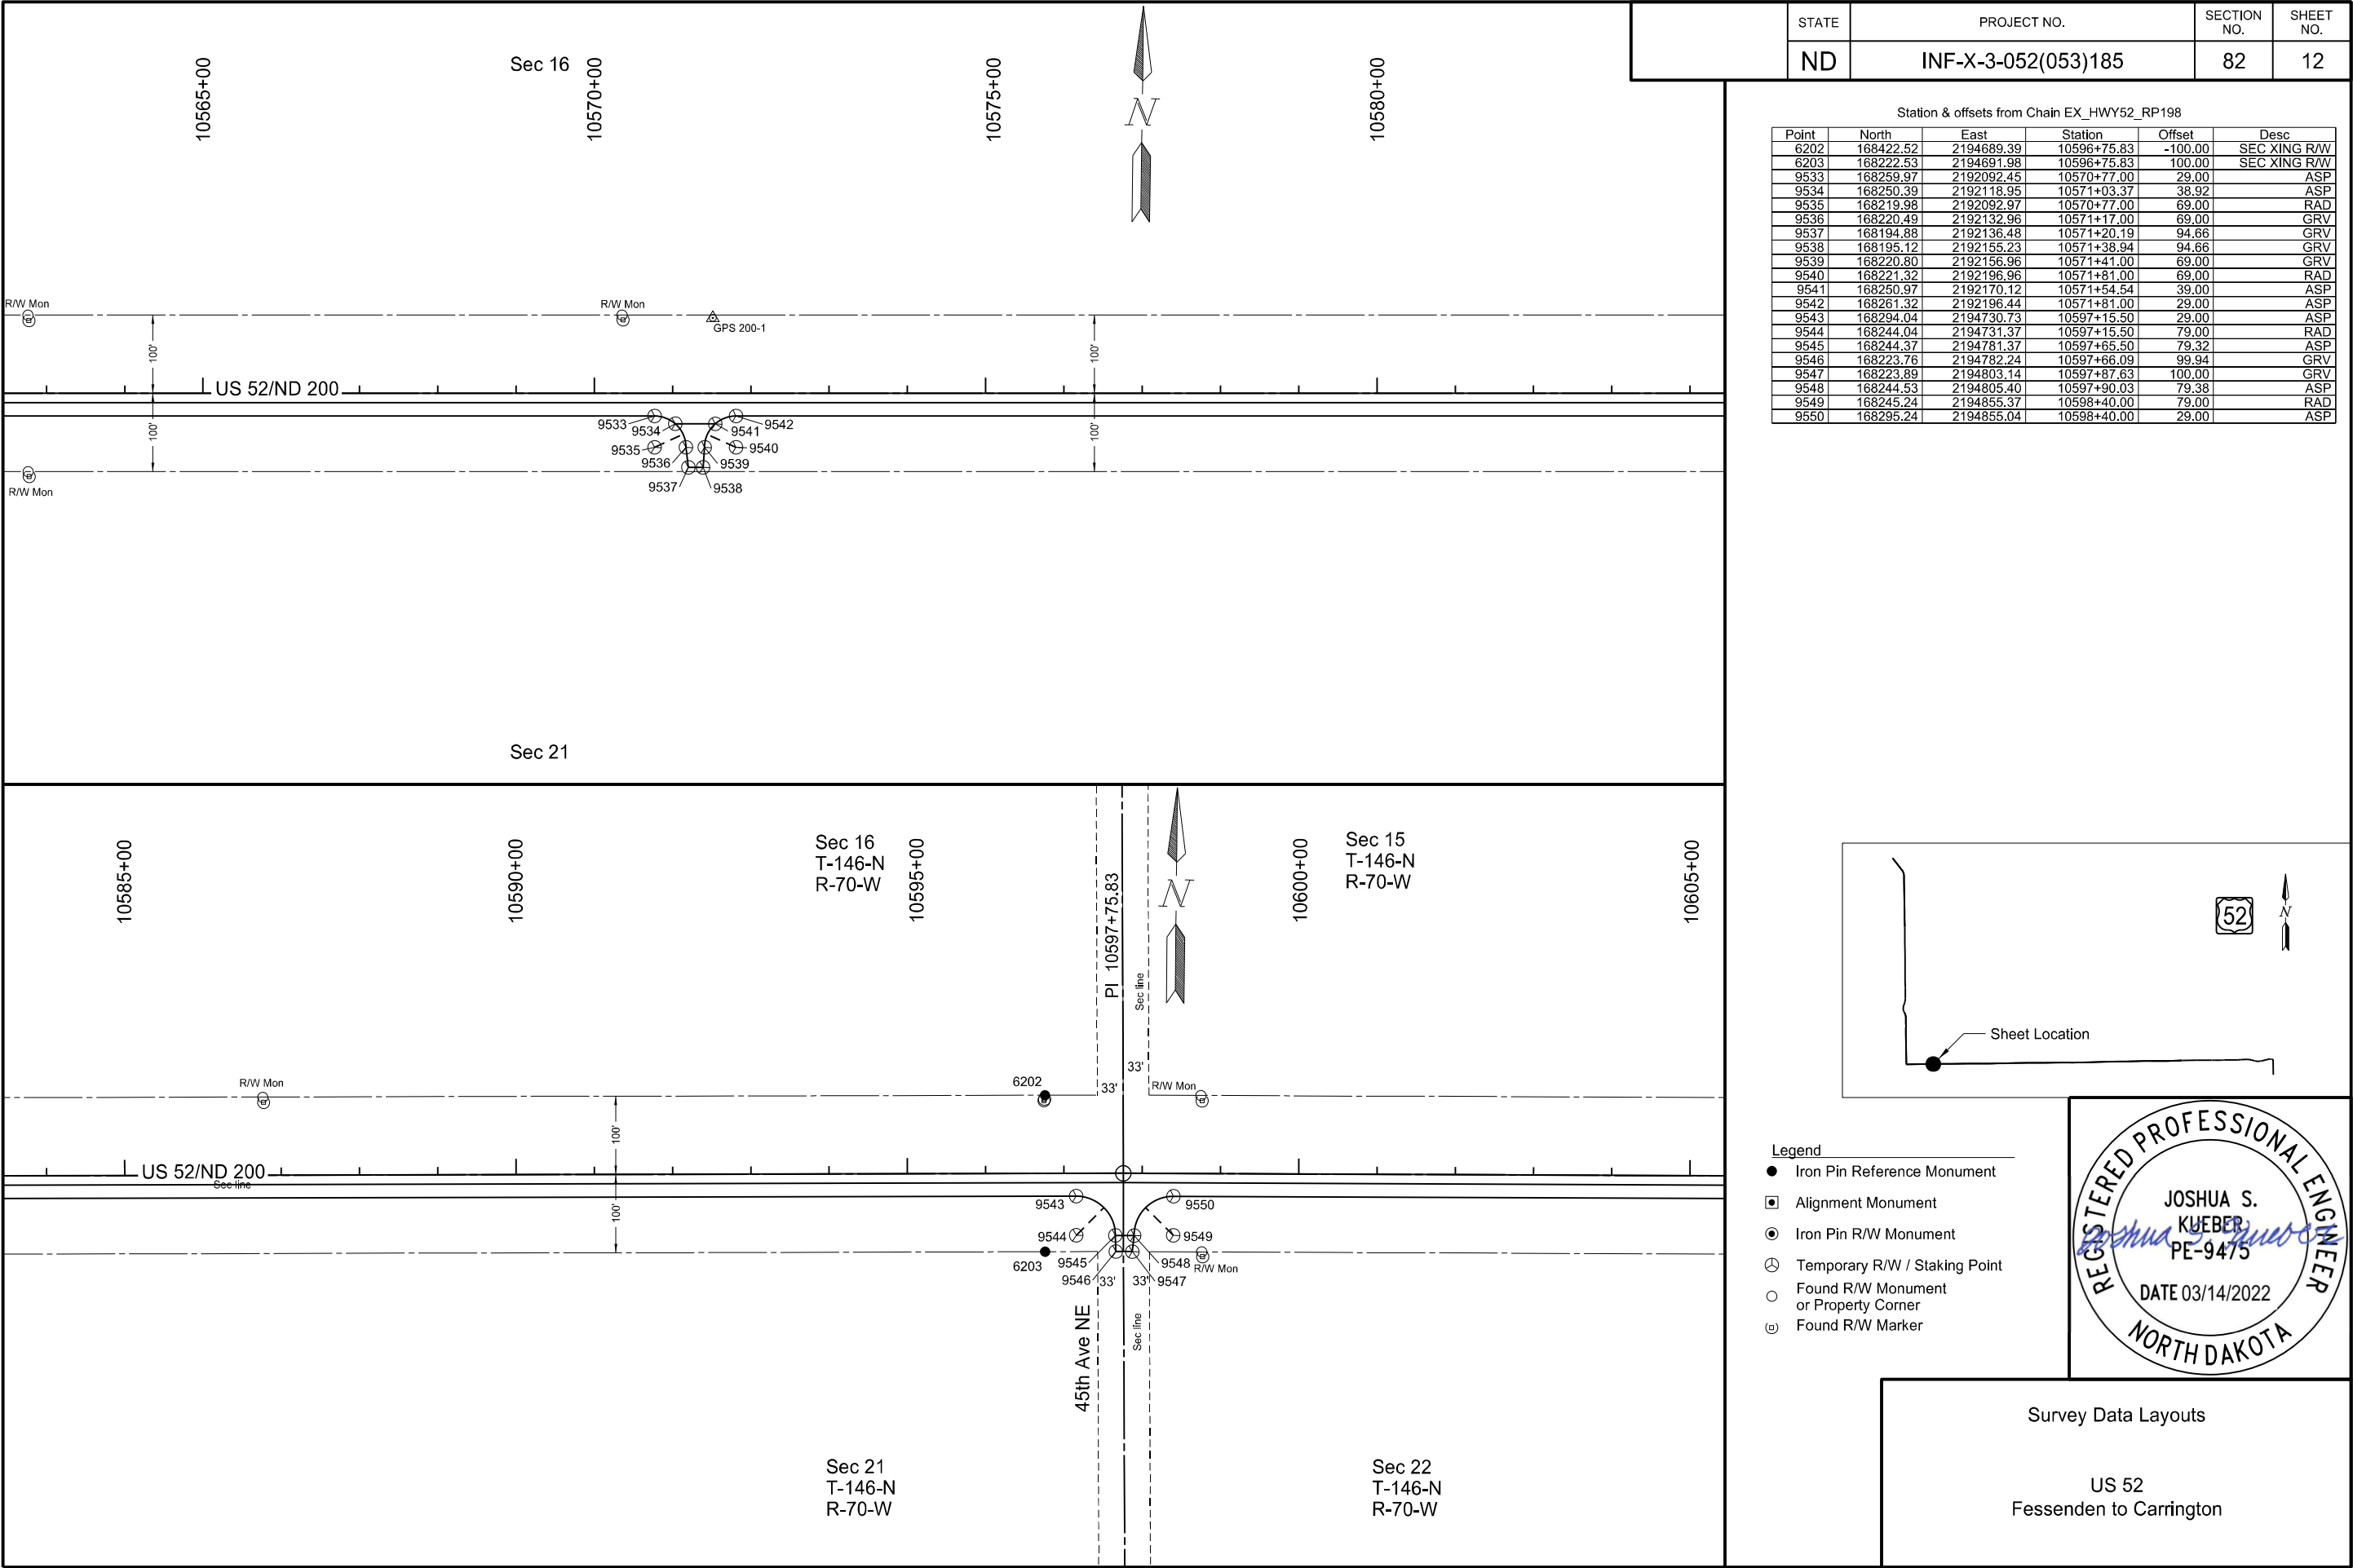 STATE PROJECT NO. SECTION NO. SHEET NO.
ND INF-X-3-052(053)185 82 12
10565+00
Sec 16
10570+00
10575+00
N
10580+00
R/W Mon
R/W Mon
GPS 200-1
100'
100'
US 52/ND 200
100'
100'
9533
9534
9541
9542
9535
9536
9539
9540
9537
9538
R/W Mon
Sec 21
Station & offsets from Chain EX_HWY52_RP198
Point North East Station Offset Desc
6202 168422.52 2194689.39 10596+75.83 -100.00 SEC XING R/W
6203 168222.53 2194691.98 10596+75.83 100.00 SEC XING R/W
9533 168259.97 2192092.45 10570+77.00 29.00 ASP
9534 168250.39 2192118.95 10571+03.37 38.92 ASP
9535 168219.98 2192092.97 10570+77.00 69.00 RAD
9536 168220.49 2192132.96 10571+17.00 69.00 GRV
9537 168194.88 2192136.48 10571+20.19 94.66 GRV
9538 168195.12 2192155.23 10571+38.94 94.66 GRV
9539 168220.80 2192156.96 10571+41.00 69.00 GRV
9540 168221.32 2192196.96 10571+81.00 69.00 RAD
9541 168250.97 2192170.12 10571+54.54 39.00 ASP
9542 168261.32 2192196.44 10571+81.00 29.00 ASP
9543 168294.04 2194730.73 10597+15.50 29.00 ASP
9544 168244.04 2194731.37 10597+15.50 79.00 RAD
9545 168244.37 2194781.37 10597+65.50 79.32 ASP
9546 168223.76 2194782.24 10597+66.09 99.94 GRV
9547 168223.89 2194803.14 10597+87.63 100.00 GRV
9548 168244.53 2194805.40 10597+90.03 79.38 ASP
9549 168245.24 2194855.37 10598+40.00 79.00 RAD
9550 168295.24 2194855.04 10598+40.00 29.00 ASP
10585+00
10590+00
Sec 16
T-146-N
R-70-W
10595+00
PI 10597+75.83
Sec line
N
10600+00
Sec 15
T-146-N
R-70-W
10605+00
R/W Mon
6202
33'
33'
R/W Mon
100'
US 52/ND 200
Sec line
100'
9543
9550
9544
9549
6203
9545
9548
R/W Mon
9546
33'
33'
9547
45th Ave NE
Sec line
Sec 21
T-146-N
R-70-W
Sec 22
T-146-N
R-70-W
52
N
Sheet Location
Legend
Iron Pin Reference Monument
Alignment Monument
Iron Pin R/W Monument
Temporary R/W / Staking Point
Found R/W Monument
or Property Corner
Found R/W Marker
REGISTERED PROFESSIONAL ENGINEER
JOSHUA S.
KUEBER
PE-9475
Joshua S. Kueber
DATE 03/14/2022
NORTH DAKOTA
Survey Data Layouts
US 52
Fessenden to Carrington